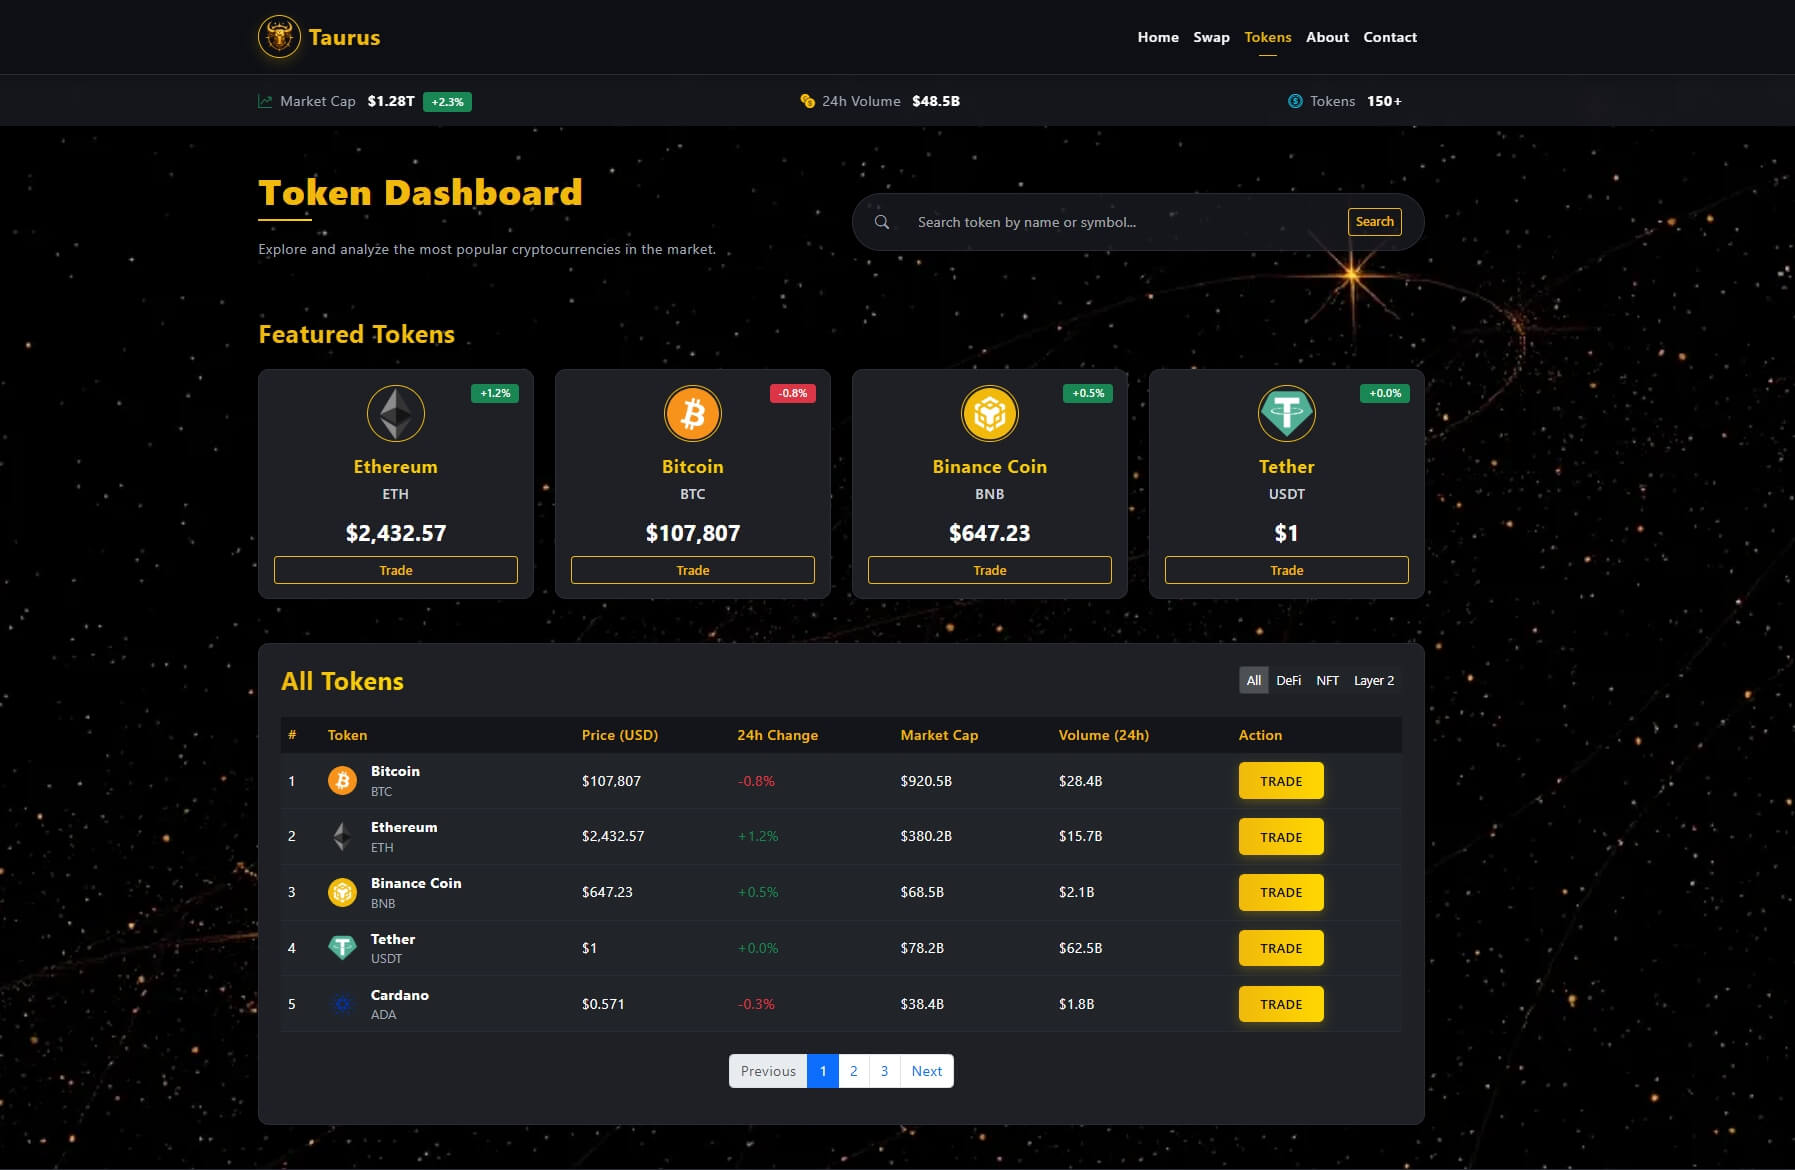 Taurus
Home Swap Tokens About Contact
Market Cap $1.28T +2.3% 24h Volume $48.5B Tokens 150+
Token Dashboard
Explore and analyze the most popular cryptocurrencies in the market.
Search token by name or symbol... Search
Featured Tokens
+1.2%
Ethereum
ETH
$2,432.57
Trade
-0.8%
Bitcoin
BTC
$107,807
Trade
+0.5%
Binance Coin
BNB
$647.23
Trade
+0.0%
Tether
USDT
$1
Trade
All Tokens
All DeFi NFT Layer 2
# Token Price (USD) 24h Change Market Cap Volume (24h) Action
1 Bitcoin BTC $107,807 -0.8% $920.5B $28.4B TRADE
2 Ethereum ETH $2,432.57 +1.2% $380.2B $15.7B TRADE
3 Binance Coin BNB $647.23 +0.5% $68.5B $2.1B TRADE
4 Tether USDT $1 +0.0% $78.2B $62.5B TRADE
5 Cardano ADA $0.571 -0.3% $38.4B $1.8B TRADE
Previous 1 2 3 Next